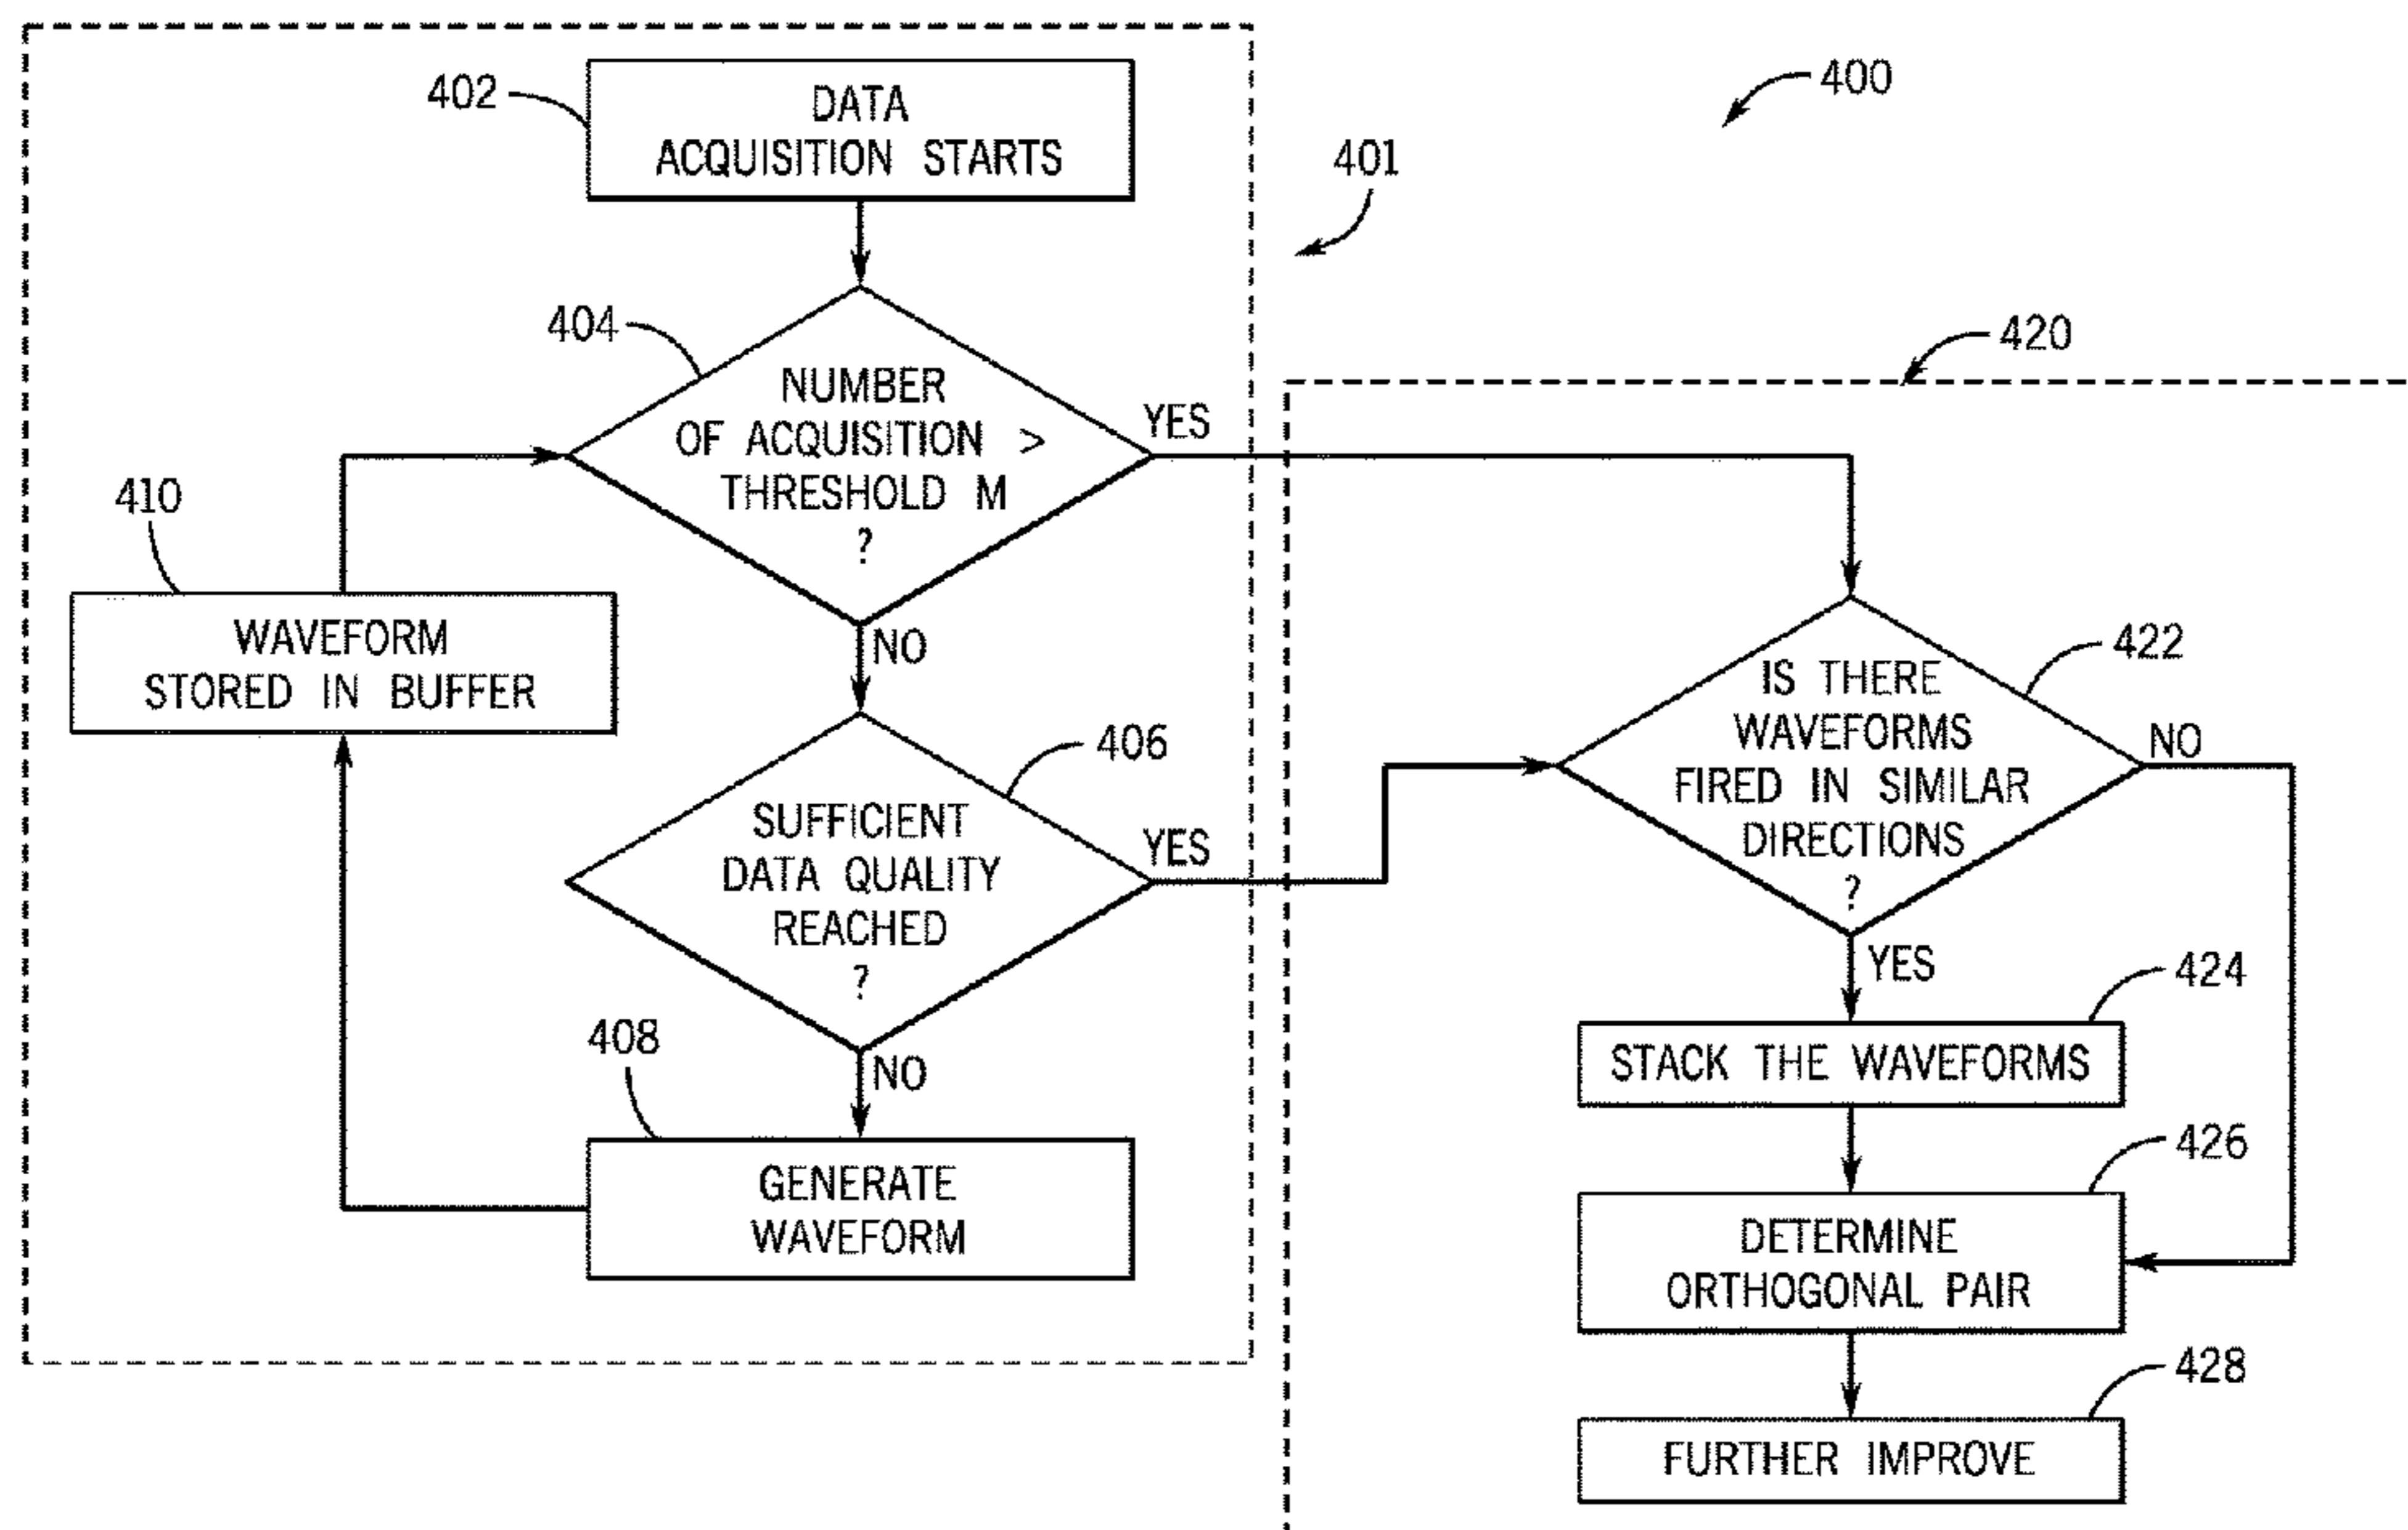 400
401
402
DATA
ACQUISITION STARTS
404
NUMBER
OF ACQUISITION >
THRESHOLD M
?
YES
NO
410
WAVEFORM
STORED IN BUFFER
406
SUFFICIENT
DATA QUALITY
REACHED
?
YES
NO
408
GENERATE
WAVEFORM
420
422
IS THERE
WAVEFORMS
FIRED IN SIMILAR
DIRECTIONS
?
NO
YES
424
STACK THE WAVEFORMS
426
DETERMINE
ORTHOGONAL PAIR
428
FURTHER IMPROVE